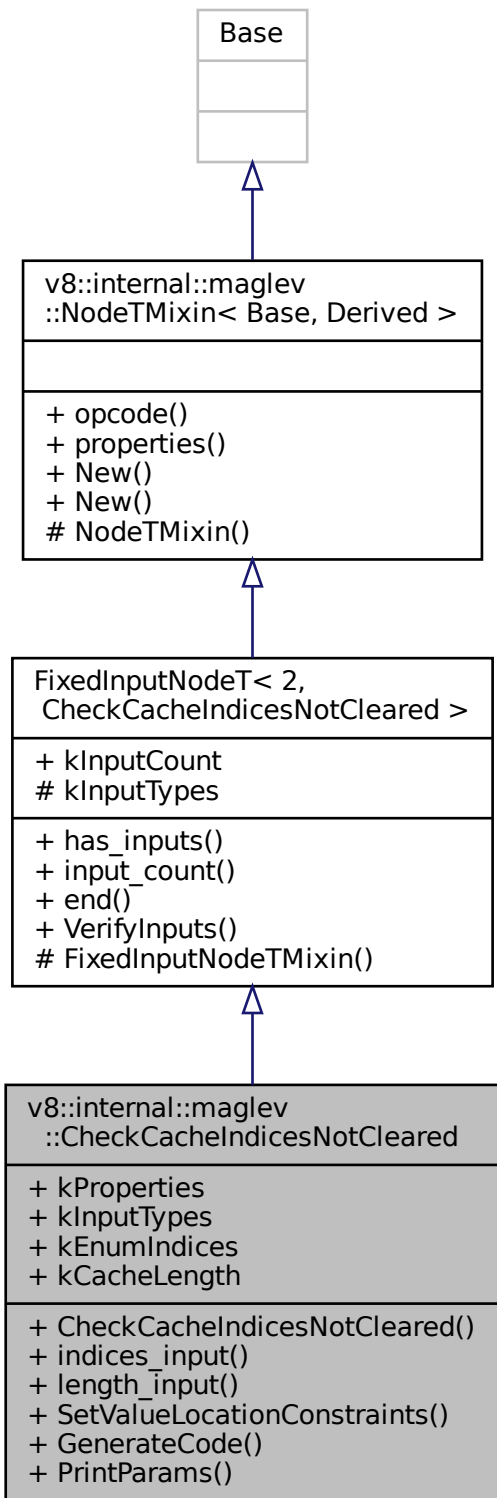 Base
v8::internal::maglev
::NodeTMixin< Base, Derived >
+ opcode()
+ properties()
+ New()
+ New()
# NodeTMixin()
FixedInputNodeT< 2,
CheckCacheIndicesNotCleared >
+ kInputCount
# kInputTypes
+ has_inputs()
+ input_count()
+ end()
+ VerifyInputs()
# FixedInputNodeTMixin()
v8::internal::maglev
::CheckCacheIndicesNotCleared
+ kProperties
+ kInputTypes
+ kEnumIndices
+ kCacheLength
+ CheckCacheIndicesNotCleared()
+ indices_input()
+ length_input()
+ SetValueLocationConstraints()
+ GenerateCode()
+ PrintParams()